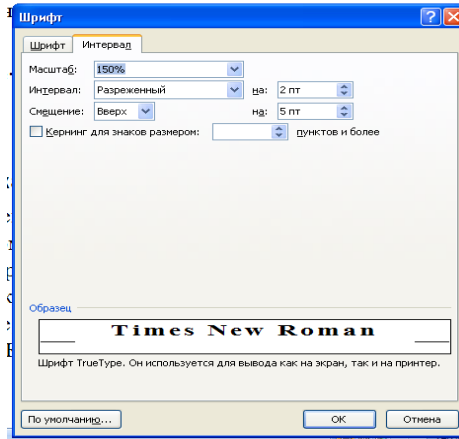 Шрифт
Шрифт Интервал
Масштаб: 150%
Интервал: Разреженный на: 2 пт
Смещение: Вверх на: 5 пт
Кернинг для знаков размером: пунктов и более
Образец
Times New Roman
Шрифт TrueType. Он используется для вывода как на экран, так и на принтер.
По умолчанию... ОК Отмена